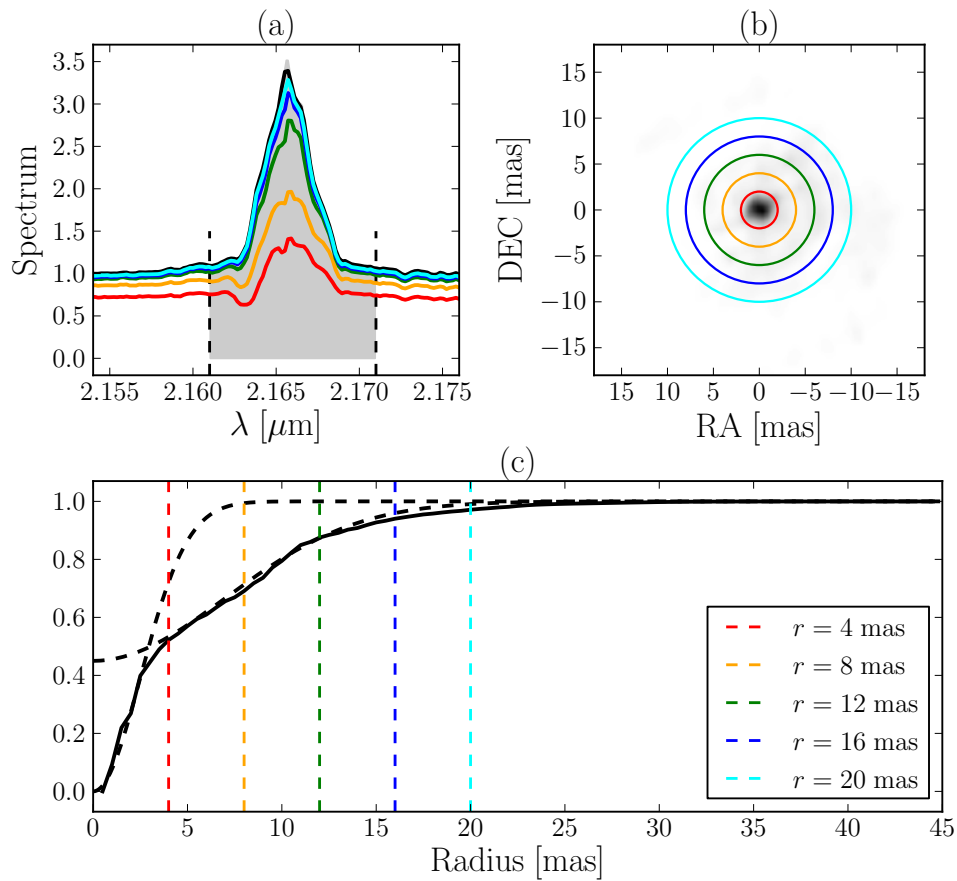 (a)
3.5
3.0
2.5
2.0
1.5
1.0
0.5
0.0
Spectrum
2.155 2.160 2.165 2.170 2.175
λ [μm]
(b)
15
10
5
0
−5
−10
−15
DEC [mas]
15 10 5 0 −5 −10 −15
RA [mas]
(c)
1.0
0.8
0.6
0.4
0.2
0.0
0 5 10 15 20 25 30 35 40 45
Radius [mas]
r = 4 mas
r = 8 mas
r = 12 mas
r = 16 mas
r = 20 mas